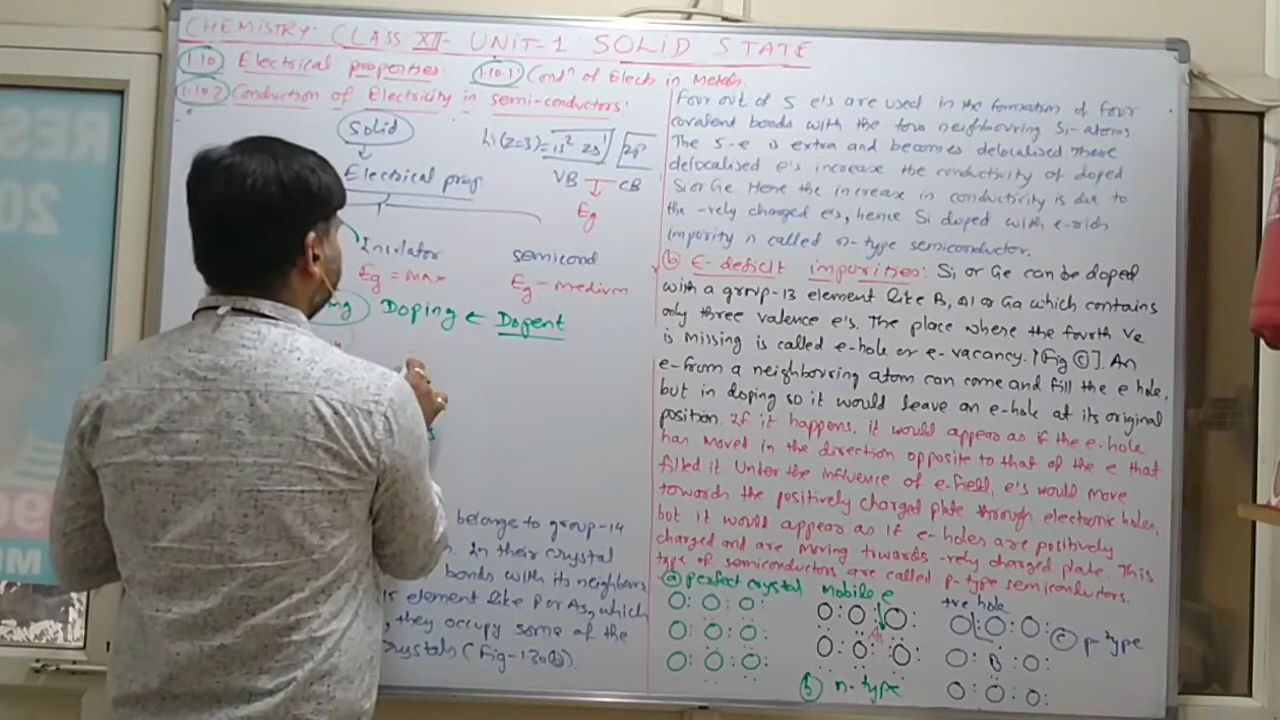 CHEMISTRY. CLASS XII- UNIT-1 SOLID STATE
1.10 Electrical properties: 1.10.1 Condn of Elect. in Metals.
1.10.2 Conduction of Electricity in semi-conductors:
Solid
Electrical prop.
Li (Z=3) = 1s² 2s¹ 2p
VB CB
Eg
Insulator semicond
Eg = max Eg - medium
Doping ← Dopent
belongs to group-14
In their crystal
bonds with its neighbours
element like P or As, which
, they occupy some of the
crystals (Fig-1.30(b)).
Four out of 5 e's are used in the formation of four
covalent bonds with the four neighbouring Si-atoms.
The 5-e is extra and becomes delocalised. These
delocalised e's increase the conductivity of doped
Si or Ge. Here the increase in conductivity is due to
the -vely charged e's, hence Si doped with e-rich
impurity n called n-type semiconductor.
(b) E-deficit impurities: Si or Ge can be doped
with a group-13 element like B, Al or Ga which contains
only three valence e's. The place where the fourth ve
is missing is called e-hole or e-vacancy. [Fig (c)]. An
e-from a neighbouring atom can come and fill the e hole,
but in doping so it would leave an e-hole at its original
position. If it happens, it would appear as if the e-hole
has moved in the direction opposite to that of the e that
filled it. Under the influence of e-field, e's would move
towards the positively charged plate through electronic holes,
but it would appear as if e-holes are positively
charged and are moving towards -vely charged plate. This
type of semiconductors are called p-type semiconductors.
(a) perfect crystal mobile e +ve hole
As
B
(c) p-type
(b) n-type